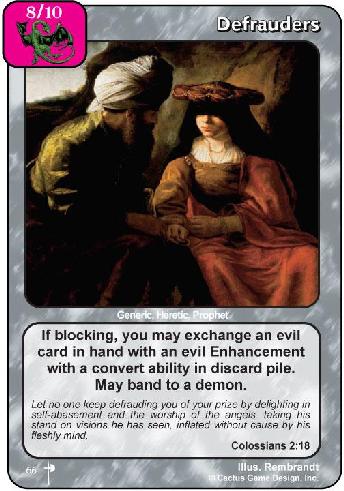 8/10
Defrauders
Generic, Heretic, Prophet
If blocking, you may exchange an evil
card in hand with an evil Enhancement
with a convert ability in discard pile.
May band to a demon.
Let no one keep defrauding you of your prize by delighting in
self-abasement and the worship of the angels, taking his
stand on visions he has seen, inflated without cause by his
fleshly mind.
Colossians 2:18
Illus. Rembrandt
© Cactus Game Design, Inc.
66